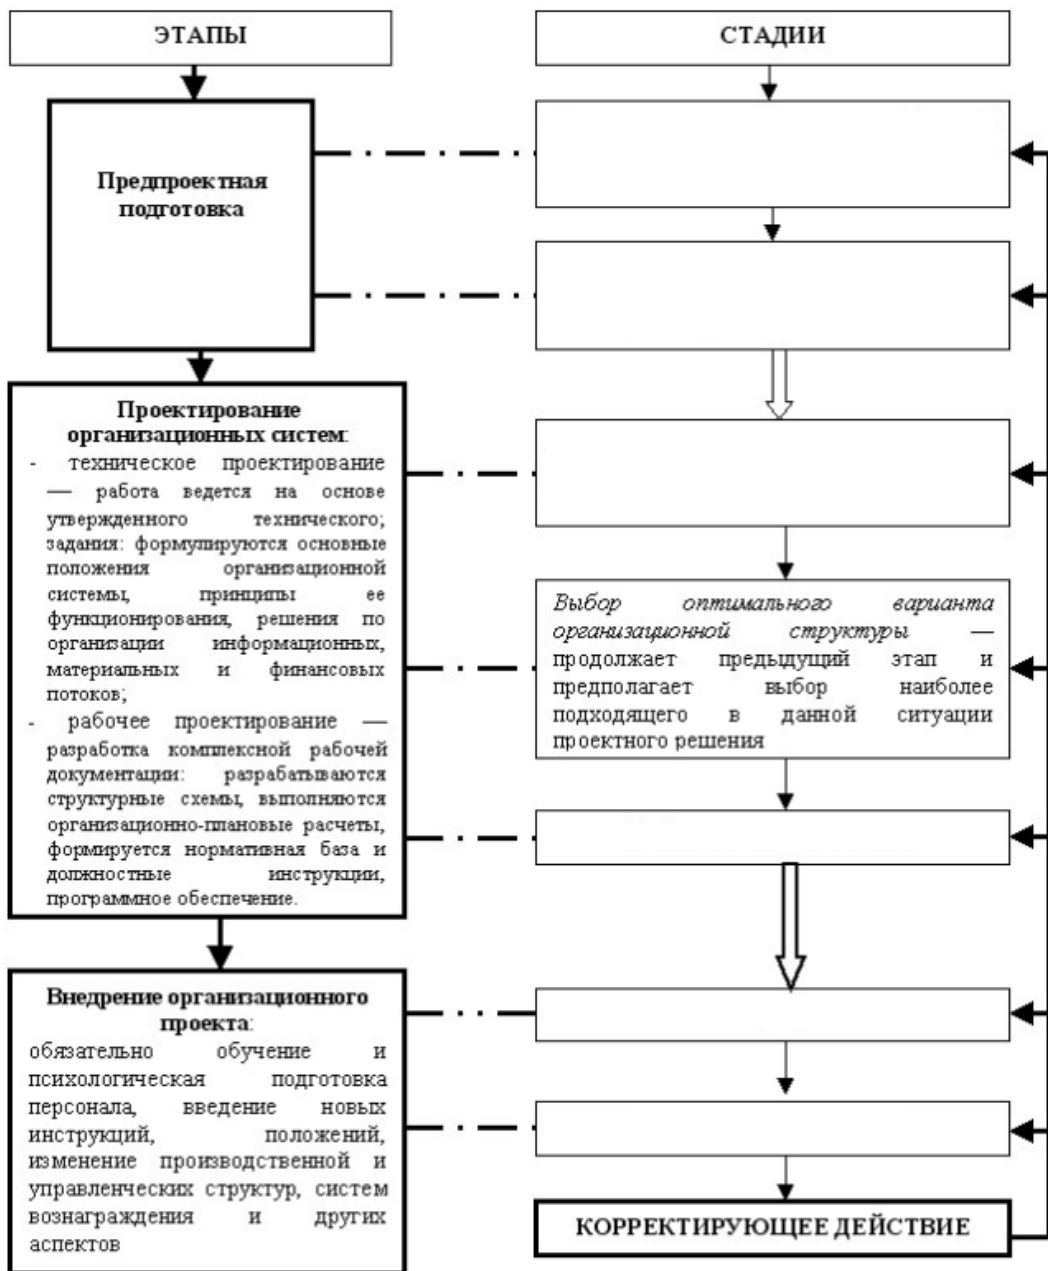 ЭТАПЫ
СТАДИИ
Предпроектная
подготовка
Проектирование
организационных систем:
- техническое проектирование
— работа ведется на основе
утвержденного технического;
задания: формулируются основные
положения организационной
системы, принципы ее
функционирования, решения по
организации информационных,
материальных и финансовых
потоков;
- рабочее проектирование —
разработка комплексной рабочей
документации: разрабатываются
структурные схемы, выполняются
организационно-плановые расчеты,
формируется нормативная база и
должностные инструкции,
программное обеспечение.
Выбор оптимального варианта
организационной структуры —
продолжает предыдущий этап и
предполагает выбор наиболее
подходящего в данной ситуации
проектного решения
Внедрение организационного
проекта:
обязательно обучение и
психологическая подготовка
персонала, введение новых
инструкций, положений,
изменение производственной и
управленческих структур, систем
вознаграждения и других
аспектов
КОРРЕКТИРУЮЩЕЕ ДЕЙСТВИЕ